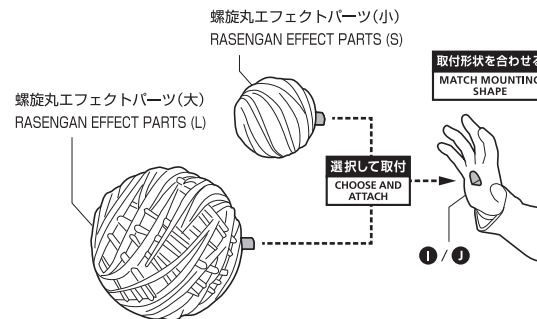 螺旋丸エフェクトパーツ(小)
RASENGAN EFFECT PARTS (S)
螺旋丸エフェクトパーツ(大)
RASENGAN EFFECT PARTS (L)
取付形状を合わせる
MATCH MOUNTING
SHAPE
選択して取付
CHOOSE AND
ATTACH
I / J